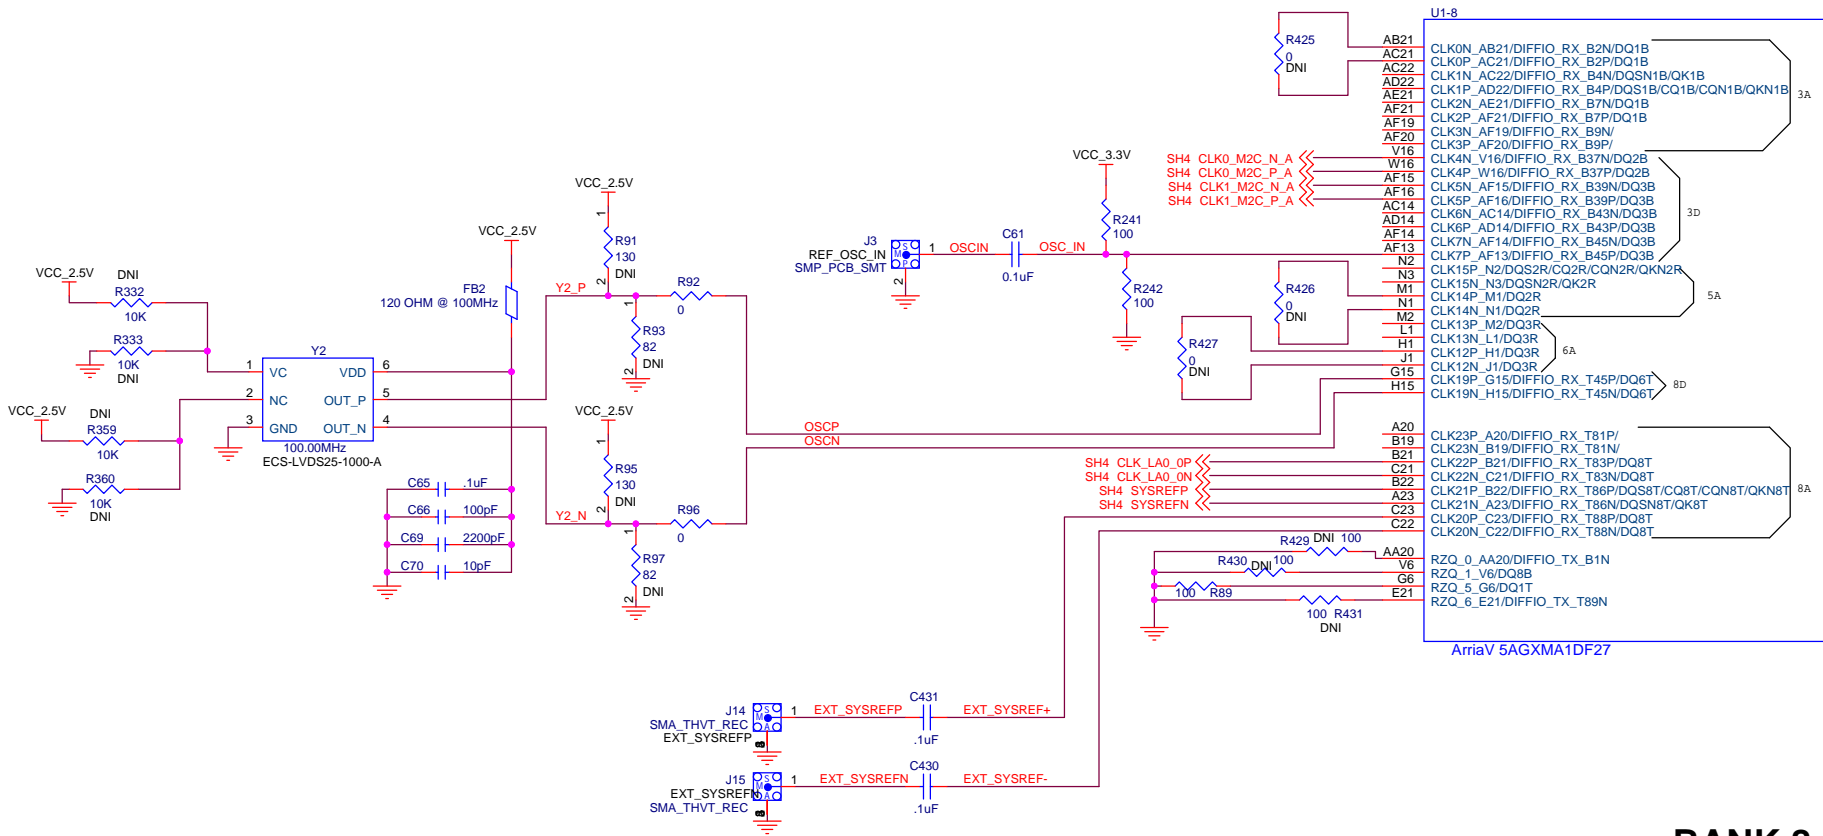 U1-8
R425
0
DNI
AB21 CLK0N_AB21/DIFFIO_RX_B2N/DQ1B
AC21 CLK0P_AC21/DIFFIO_RX_B2P/DQ1B
AC22 CLK1N_AC22/DIFFIO_RX_B4N/DQSN1B/QK1B
AD22 CLK1P_AD22/DIFFIO_RX_B4P/DQS1B/CQ1B/CQN1B/QKN1B
AE21 CLK2N_AE21/DIFFIO_RX_B7N/DQ1B
AF21 CLK2P_AF21/DIFFIO_RX_B7P/DQ1B
AF19 CLK3N_AF19/DIFFIO_RX_B9N/
AF20 CLK3P_AF20/DIFFIO_RX_B9P/
3A
SH4 CLK0_M2C_N_A V16 CLK4N_V16/DIFFIO_RX_B37N/DQ2B
SH4 CLK0_M2C_P_A W16 CLK4P_W16/DIFFIO_RX_B37P/DQ2B
SH4 CLK1_M2C_N_A AF15 CLK5N_AF15/DIFFIO_RX_B39N/DQ3B
SH4 CLK1_M2C_P_A AF16 CLK5P_AF16/DIFFIO_RX_B39P/DQ3B
AC14 CLK6N_AC14/DIFFIO_RX_B43N/DQ3B
AD14 CLK6P_AD14/DIFFIO_RX_B43P/DQ3B
AF14 CLK7N_AF14/DIFFIO_RX_B45N/DQ3B
AF13 CLK7P_AF13/DIFFIO_RX_B45P/DQ3B
3D
N2 CLK15P_N2/DQS2R/CQ2R/CQN2R/QKN2R
N3 CLK15N_N3/DQSN2R/QK2R
M1 CLK14P_M1/DQ2R
N1 CLK14N_N1/DQ2R
5A
M2 CLK13P_M2/DQ3R
L1 CLK13N_L1/DQ3R
H1 CLK12P_H1/DQ3R
J1 CLK12N_J1/DQ3R
6A
G15 CLK19P_G15/DIFFIO_RX_T45P/DQ6T
H15 CLK19N_H15/DIFFIO_RX_T45N/DQ6T
8D
A20 CLK23P_A20/DIFFIO_RX_T81P/
B19 CLK23N_B19/DIFFIO_RX_T81N/
SH4 CLK_LA0_0P B21 CLK22P_B21/DIFFIO_RX_T83P/DQ8T
SH4 CLK_LA0_0N C21 CLK22N_C21/DIFFIO_RX_T83N/DQ8T
SH4 SYSREFP B22 CLK21P_B22/DIFFIO_RX_T86P/DQS8T/CQ8T/CQN8T/QKN8T
SH4 SYSREFN A23 CLK21N_A23/DIFFIO_RX_T86N/DQSN8T/QK8T
C23 CLK20P_C23/DIFFIO_RX_T88P/DQ8T
C22 CLK20N_C22/DIFFIO_RX_T88N/DQ8T
8A
R429 DNI 100 AA20 RZQ_0_AA20/DIFFIO_TX_B1N
R430 DNI 100 V6 RZQ_1_V6/DQ8B
100 R89 G6 RZQ_5_G6/DQ1T
100 R431 E21 RZQ_6_E21/DIFFIO_TX_T89N
DNI
ArriaV 5AGXMA1DF27
VCC_3.3V
R241
100
J3
REF_OSC_IN
SMP_PCB_SMT
S
M
P
1
2
OSCIN
C61
0.1uF
OSC_IN
R242
100
R426
0
DNI
R427
0
DNI
VCC_2.5V
1
R91
130
DNI
2
Y2_P
R92
0
1
R93
82
DNI
2
VCC_2.5V
FB2
120 OHM @ 100MHz
VCC_2.5V
DNI
R332
10K
R333
10K
DNI
VCC_2.5V
DNI
R359
10K
R360
10K
DNI
Y2
1 VC VDD 6
2 NC OUT_P 5
3 GND OUT_N 4
100.00MHz
ECS-LVDS25-1000-A
VCC_2.5V
1
R95
130
DNI
2
Y2_N
R96
0
1
R97
82
DNI
2
OSCP
OSCN
C65 .1uF
C66 100pF
C69 2200pF
C70 10pF
J14
SMA_THVT_REC
EXT_SYSREFP
S
M
A
1
EXT_SYSREFP
C431
.1uF
EXT_SYSREF+
J15
EXT_SYSREFN
SMA_THVT_REC
S
M
A
1
EXT_SYSREFN
C430
.1uF
EXT_SYSREF-